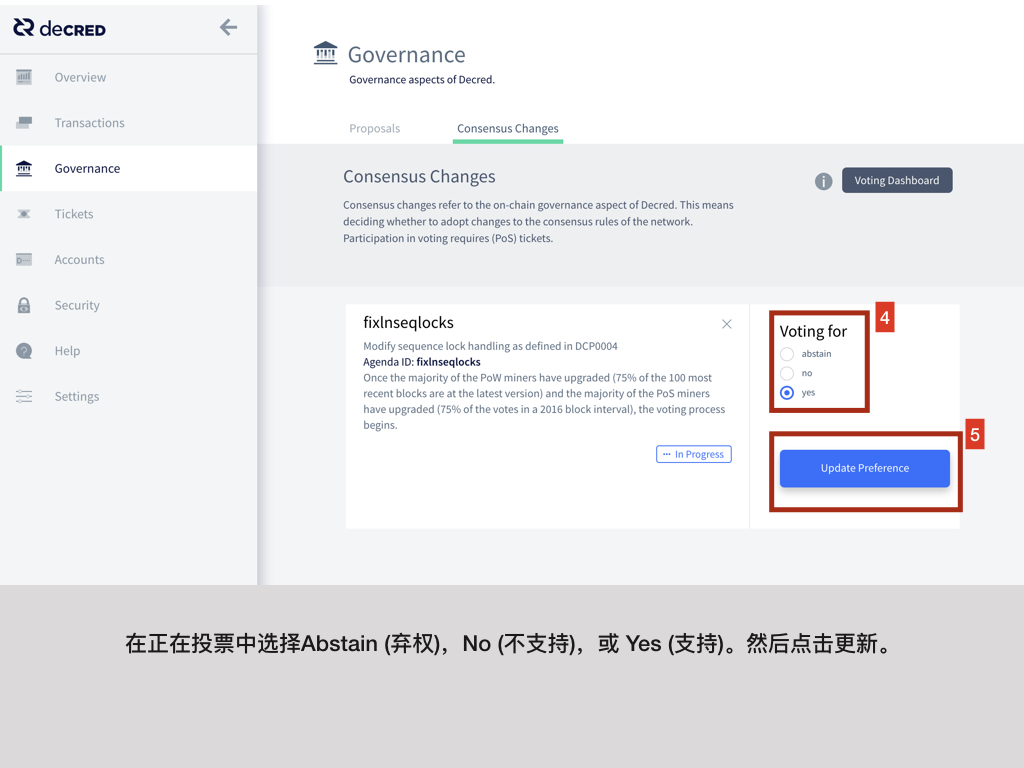 decRED
Overview
Transactions
Governance
Tickets
Accounts
Security
Help
Settings
Governance
Governance aspects of Decred.
Proposals
Consensus Changes
Consensus Changes
Voting Dashboard
Consensus changes refer to the on-chain governance aspect of Decred. This means
deciding whether to adopt changes to the consensus rules of the network.
Participation in voting requires (PoS) tickets.
fixlnseqlocks
Modify sequence lock handling as defined in DCP0004
Agenda ID: fixlnseqlocks
Once the majority of the PoW miners have upgraded (75% of the 100 most
recent blocks are at the latest version) and the majority of the PoS miners
have upgraded (75% of the votes in a 2016 block interval), the voting process
begins.
In Progress
4
Voting for
abstain
no
yes
5
Update Preference
在正在投票中选择Abstain (弃权)，No (不支持)，或 Yes (支持)。然后点击更新。